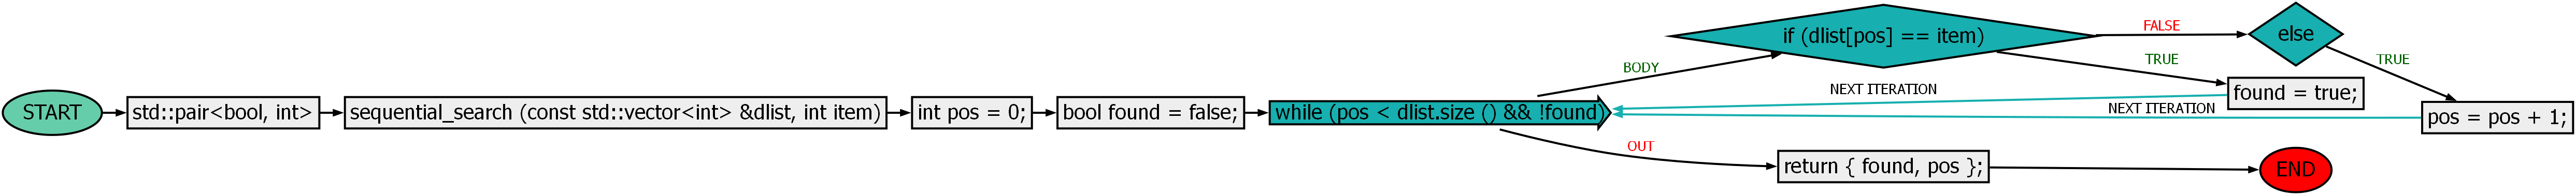 START
std::pair<bool, int>
sequential_search (const std::vector<int> &dlist, int item)
int pos = 0;
bool found = false;
while (pos < dlist.size () && !found)
BODY
if (dlist[pos] == item)
FALSE
else
TRUE
found = true;
NEXT ITERATION
TRUE
pos = pos + 1;
NEXT ITERATION
OUT
return { found, pos };
END